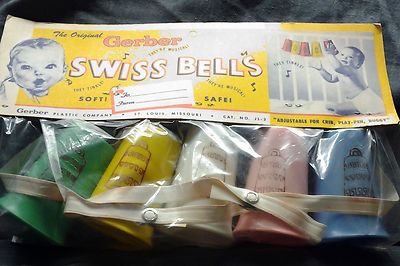 The Original
Gerber
THEY'RE MUSICAL!
SWISS BELLS
THEY TINKLE!
THEY'RE MUSICAL!
THEY TINKLE!
To
From
SOFT!
SAFE!
Gerber PLASTIC COMPANY • ST. LOUIS, MISSOURI • CAT. NO. JL-3
"ADJUSTABLE FOR CRIB, PLAY-PEN, BUGGY"